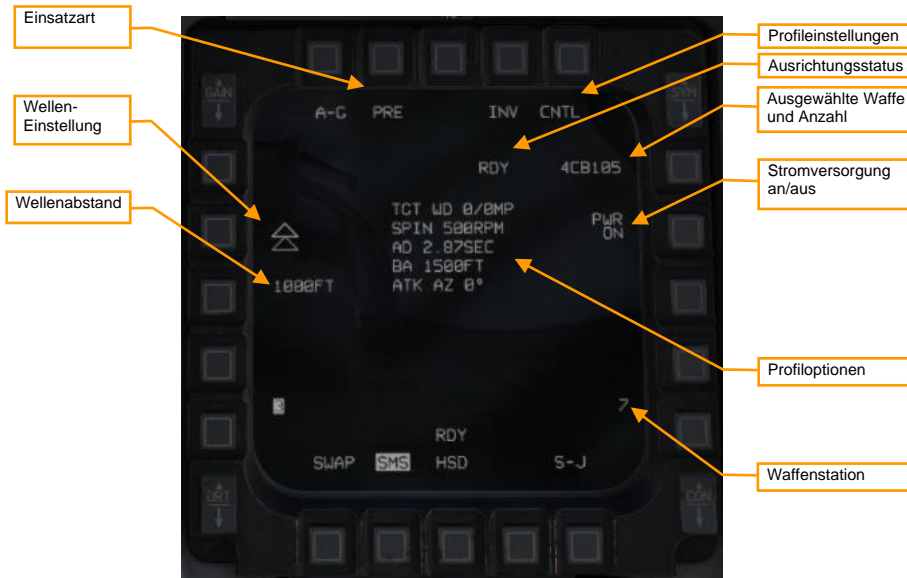 Einsatzart
Profileinstellungen
Ausrichtungsstatus
Ausgewählte Waffe
und Anzahl
Wellen-
Einstellung
Stromversorgung
an/aus
Wellenabstand
Profiloptionen
Waffenstation
GAIN
SYM
A-G PRE INV CNTL
RDY 4CB105
TGT WD 0/0MP
SPIN 500RPM
AD 2.87SEC
BA 1500FT
ATK AZ 0°
PWR
ON
1000FT
3
7
RDY
SWAP SMS HSD S-J
BRT
CON